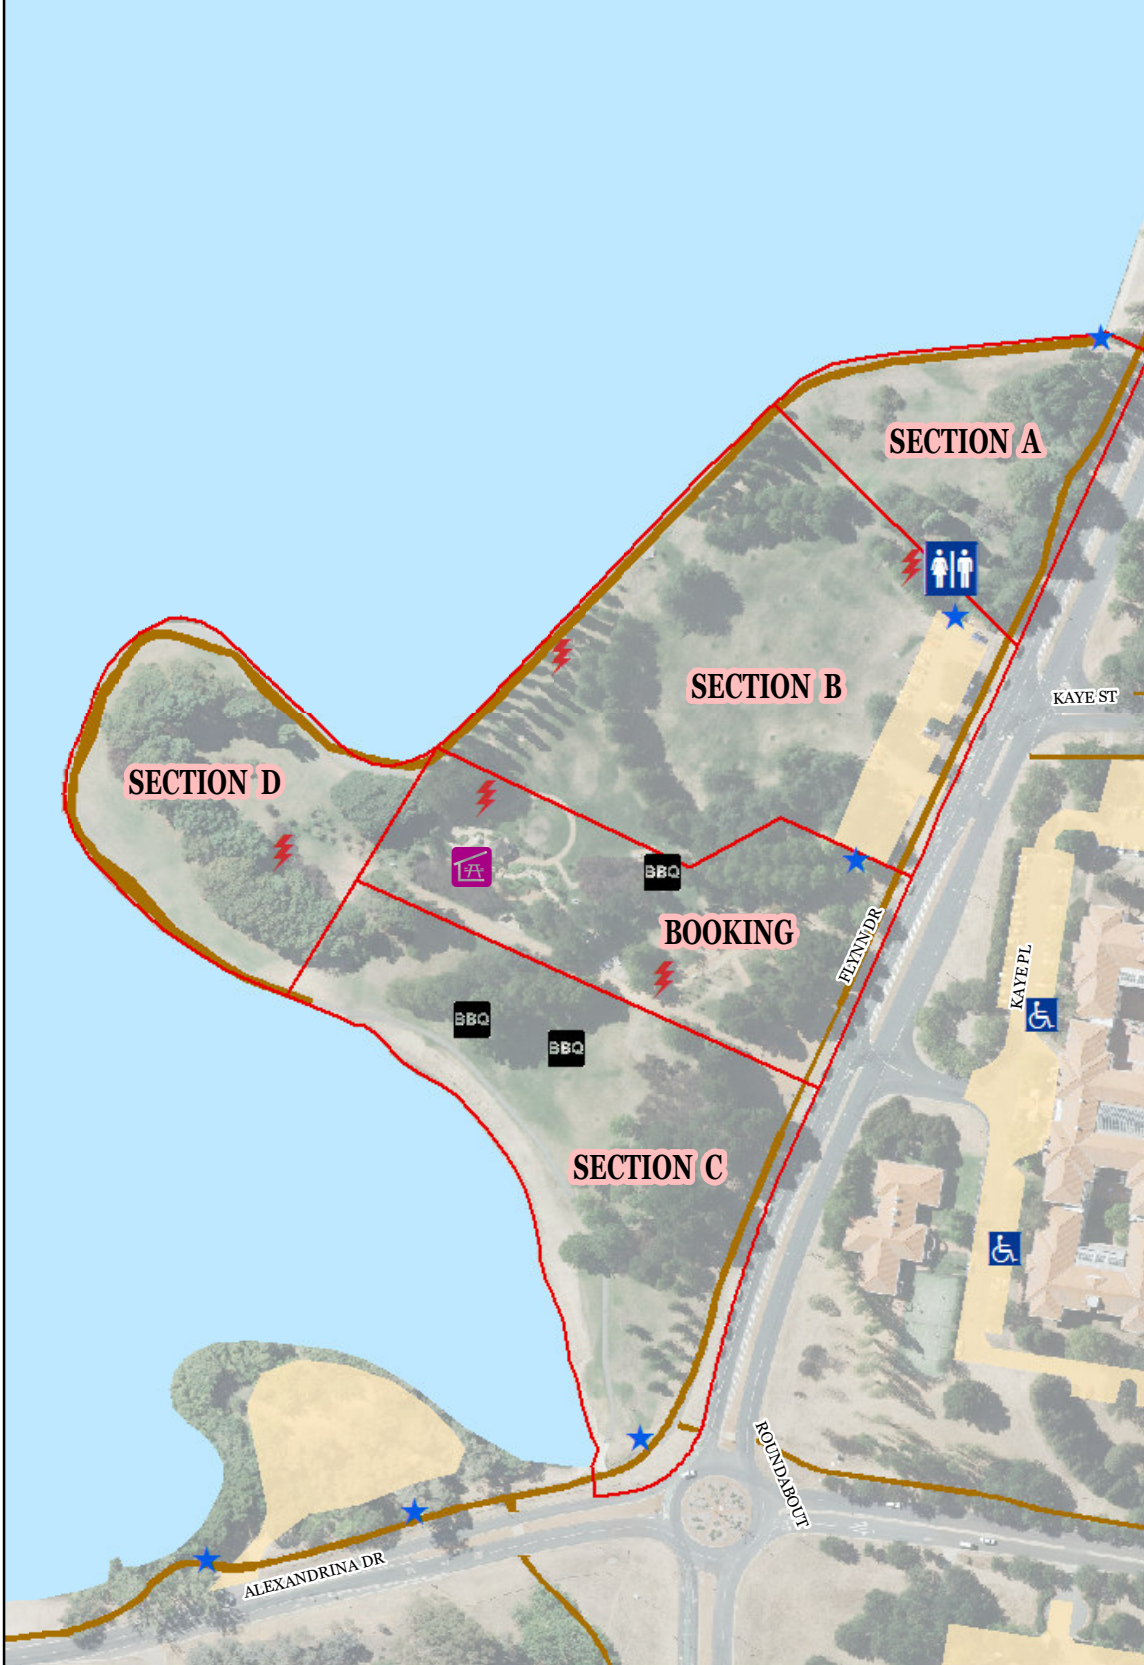 SECTION A
KAYE ST
SECTION B
SECTION D
BBQ
BOOKING
FLYNN DR
KAYE PL
BBQ
BBQ
SECTION C
ROUNDABOUT
ALEXANDRINA DR